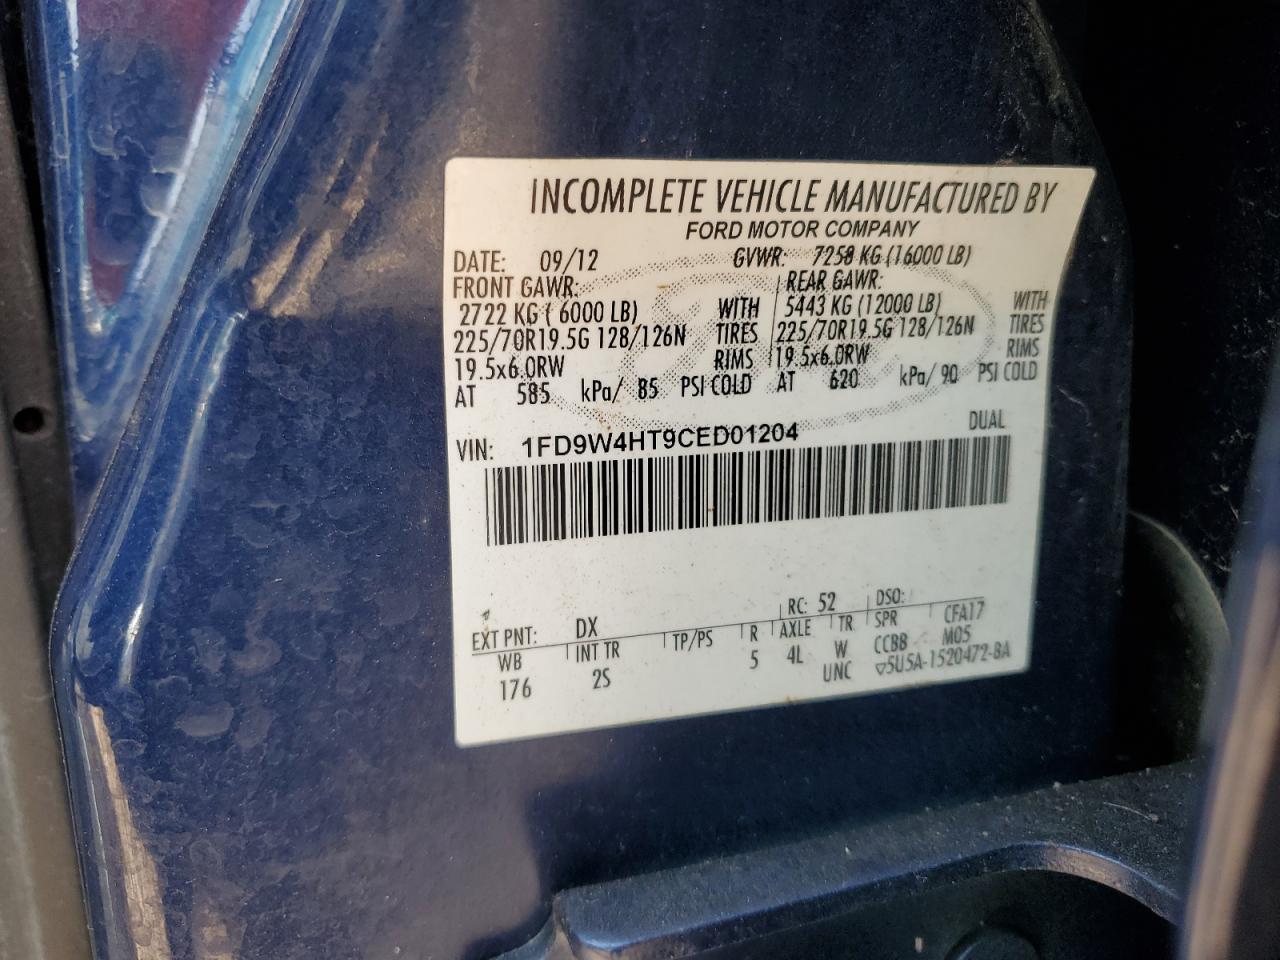 INCOMPLETE VEHICLE MANUFACTURED BY
FORD MOTOR COMPANY
DATE: 09/12 GVWR: 7258 KG (16000 LB)
FRONT GAWR: REAR GAWR:
2722 KG ( 6000 LB) WITH 5443 KG (12000 LB) WITH
225/70R19.5G 128/126N TIRES 225/70R19.5G 128/126N TIRES
19.5x6.0RW RIMS 19.5x6.0RW RIMS
AT 585 kPa/ 85 PSI COLD AT 620 kPa/ 90 PSI COLD
VIN: 1FD9W4HT9CED01204 DUAL
EXT PNT: DX RC: 52 DSO:
WB INT TR TP/PS R AXLE TR SPR CFA17
176 2S 5 4L W CCBB M05
UNC ▽5U5A-1520472-BA